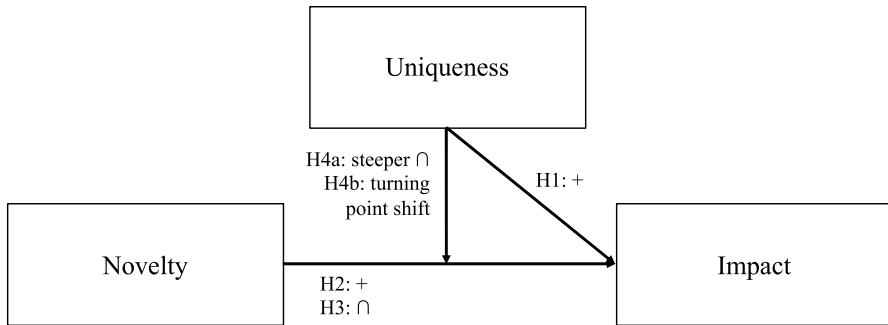 Uniqueness
H4a: steeper ∩
H4b: turning
point shift
H1: +
Novelty
Impact
H2: +
H3: ∩